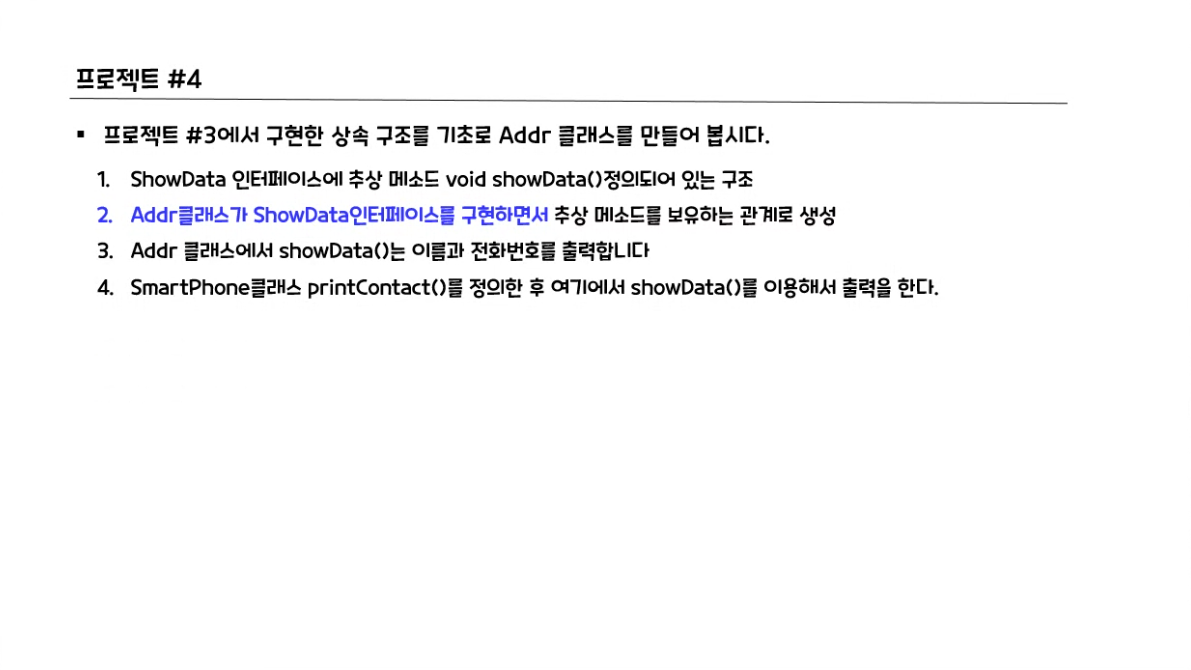 프로젝트 #4
▪ 프로젝트 #3에서 구현한 상속 구조를 기초로 Addr 클래스를 만들어 봅시다.
1. ShowData 인터페이스에 추상 메소드 void showData()정의되어 있는 구조
2. Addr클래스가 ShowData인터페이스를 구현하면서 추상 메소드를 보유하는 관계로 생성
3. Addr 클래스에서 showData()는 이름과 전화번호를 출력합니다
4. SmartPhone클래스 printContact()를 정의한 후 여기에서 showData()를 이용해서 출력을 한다.